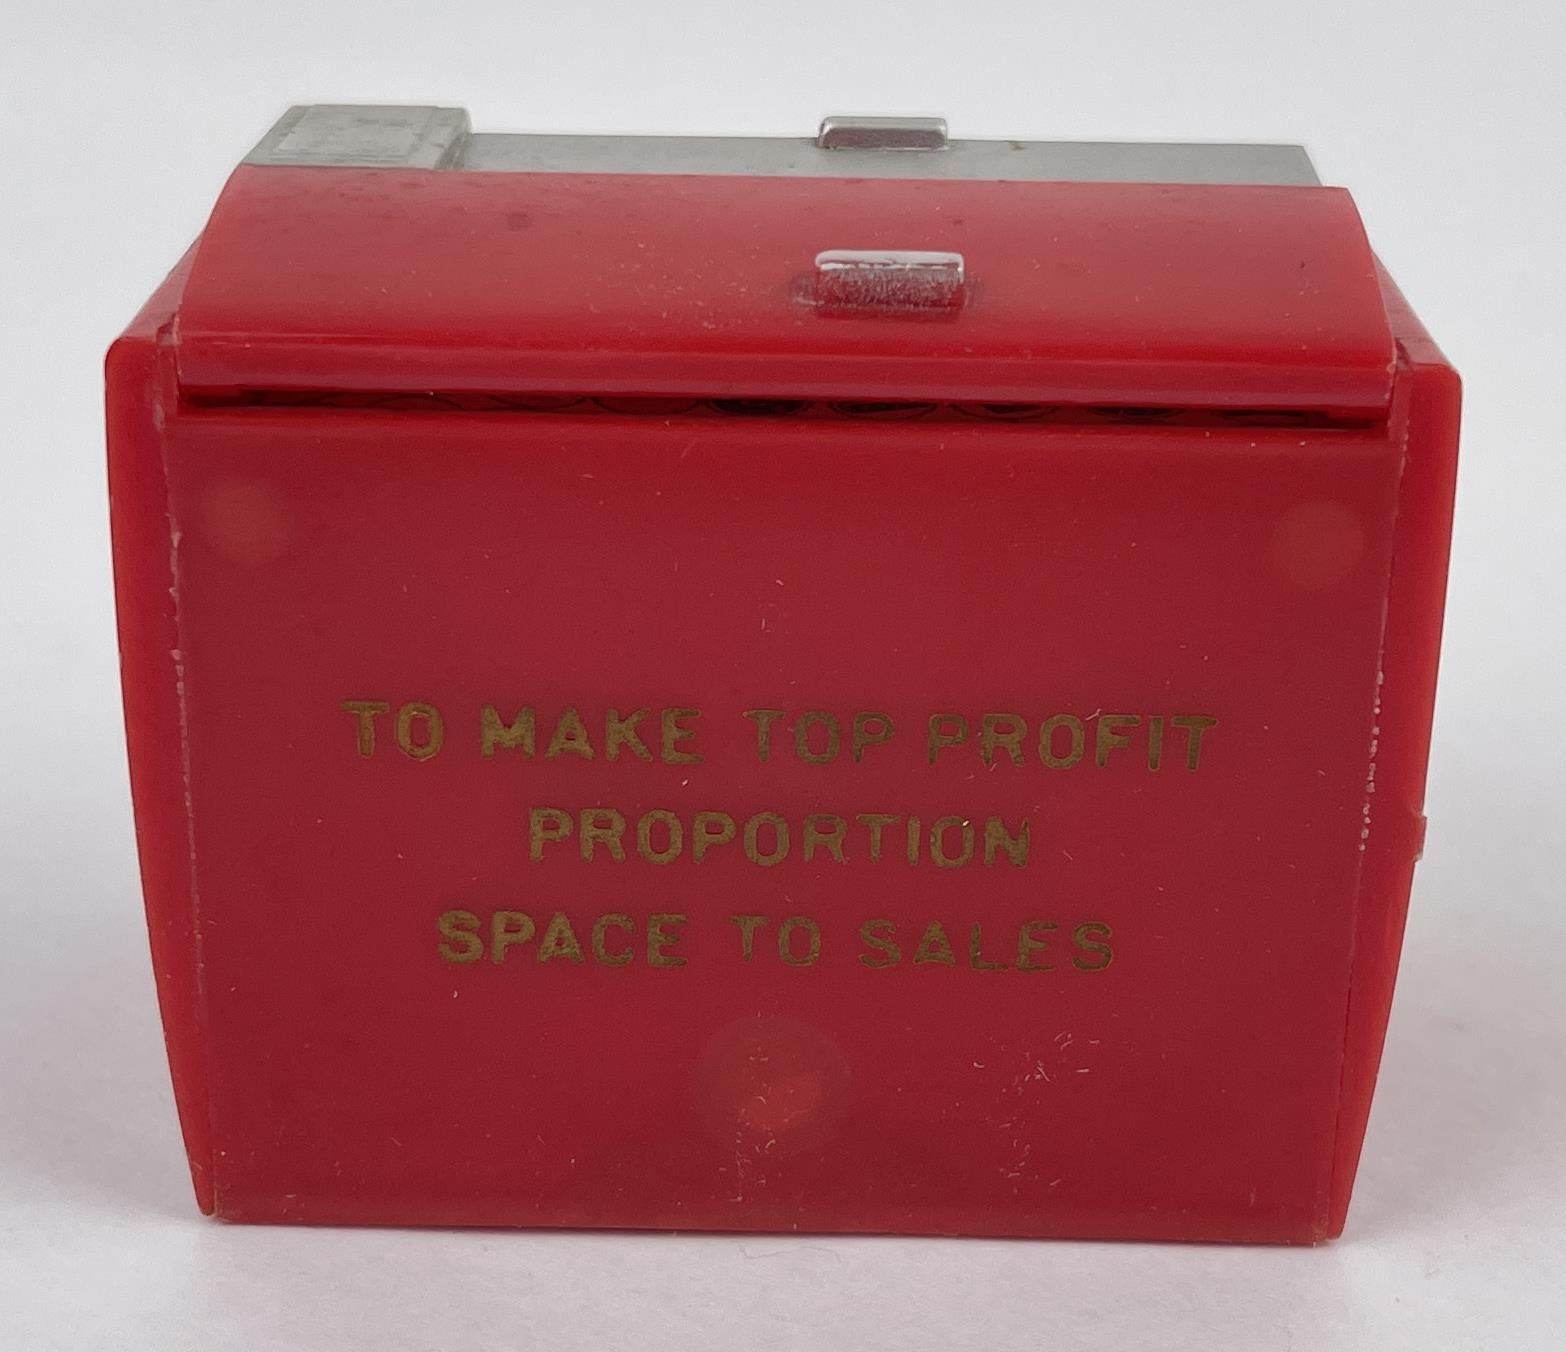 TO MAKE TOP PROFIT
PROPORTION
SPACE TO SALES